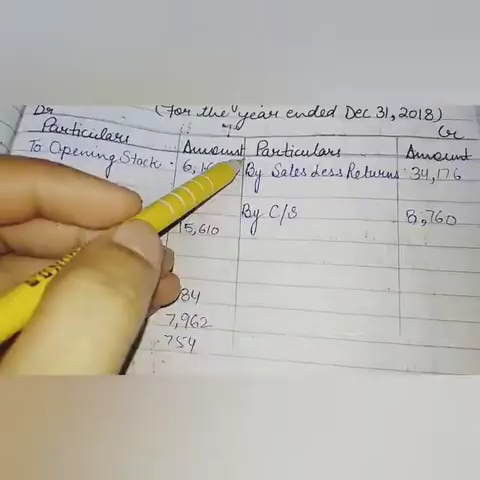 Dr (For the year ended Dec 31, 2018) Cr
Particulars Amount Particulars Amount
To Opening Stock By Sales Less Returns 34,176
By C/S 8,760
15,610
84
7,962
754